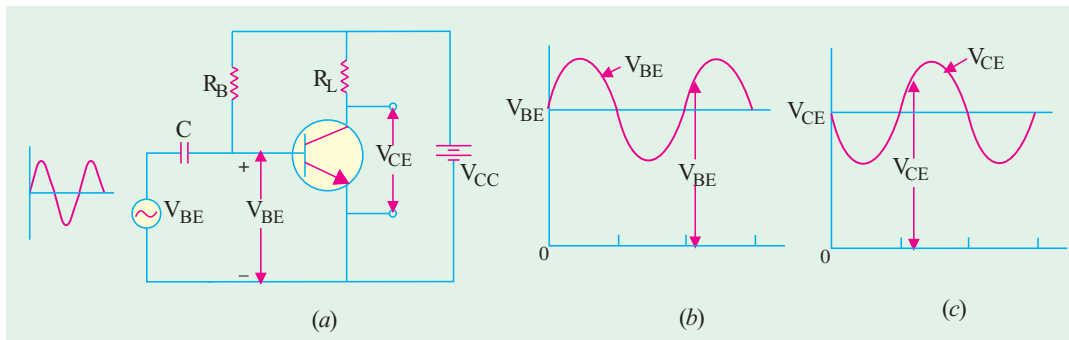 R_B
R_L
C
+
V_CE
V_CC
V_BE
V_BE
–
(a)
V_BE
V_BE
V_BE
0
(b)
V_CE
V_CE
V_CE
0
(c)